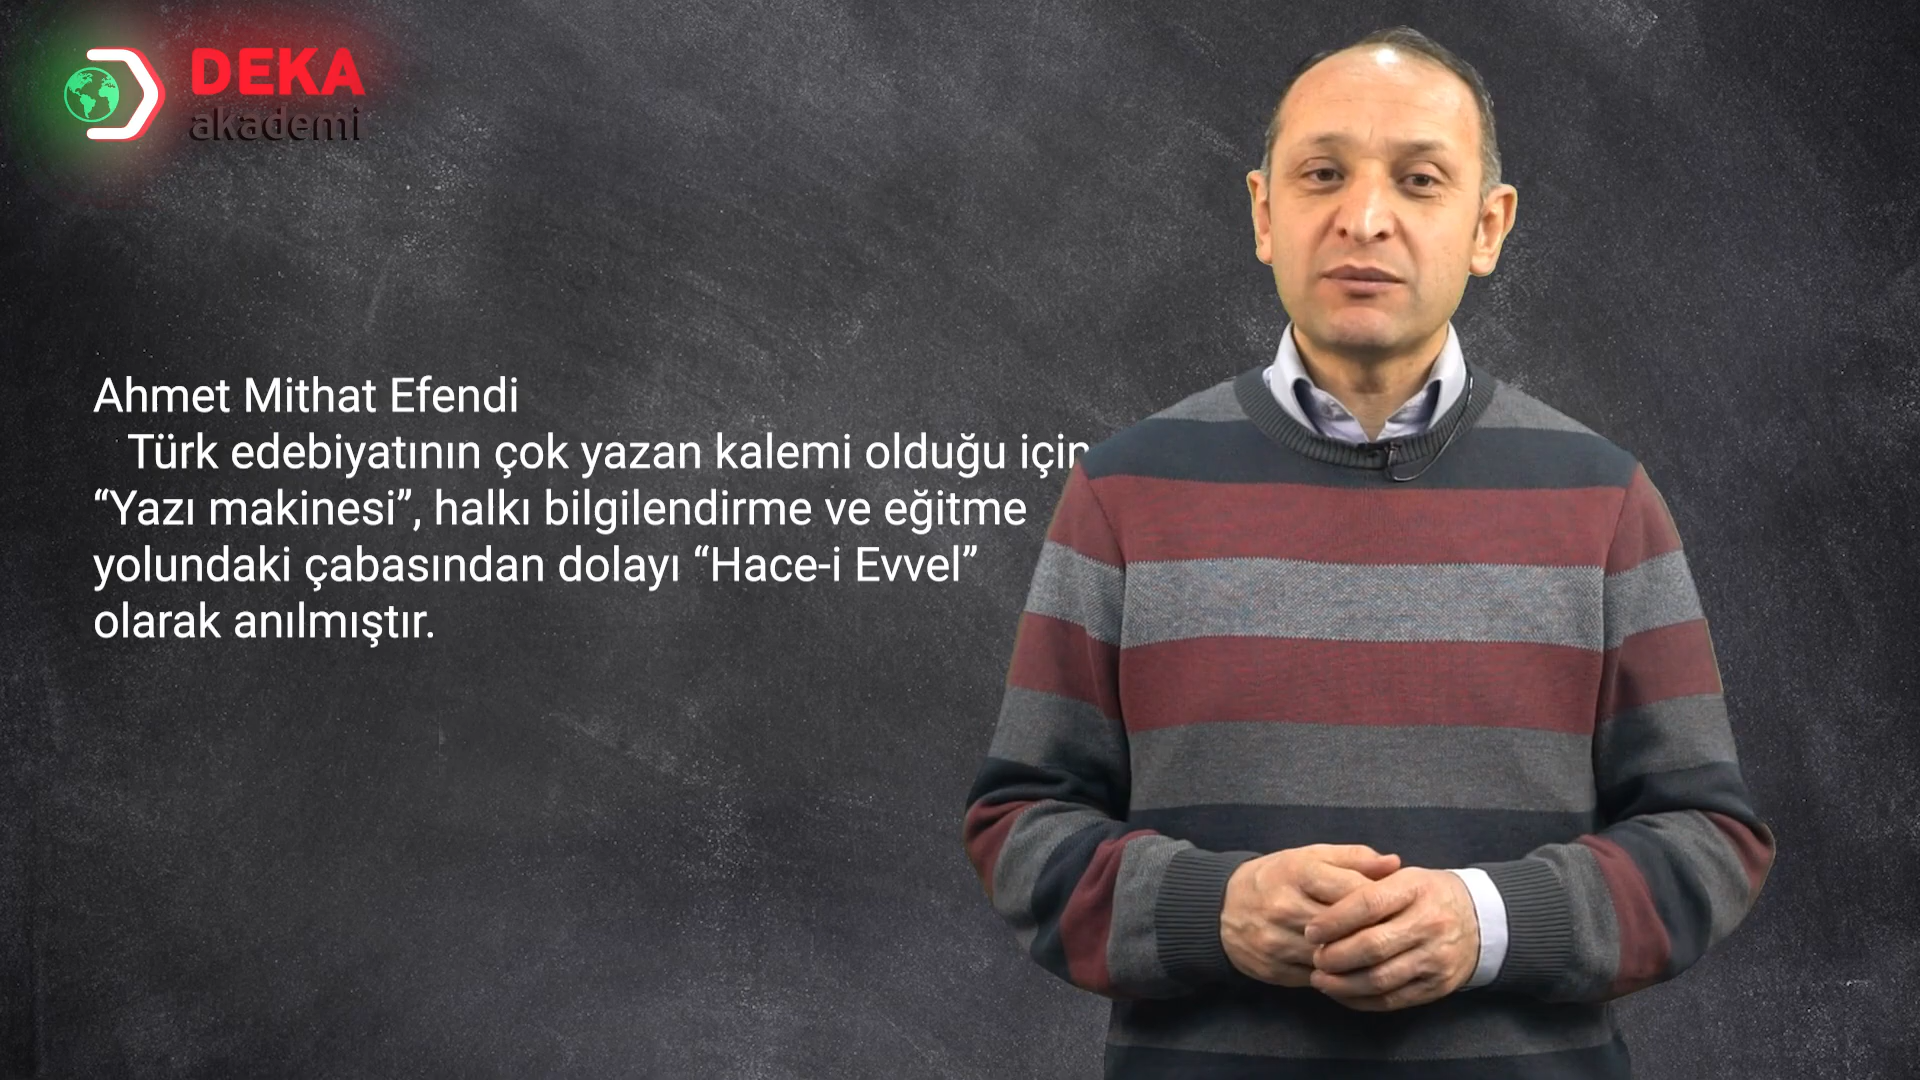 DEKA
akademi
Ahmet Mithat Efendi
Türk edebiyatının çok yazan kalemi olduğu için
“Yazı makinesi”, halkı bilgilendirme ve eğitme
yolundaki çabasından dolayı “Hace-i Evvel”
olarak anılmıştır.